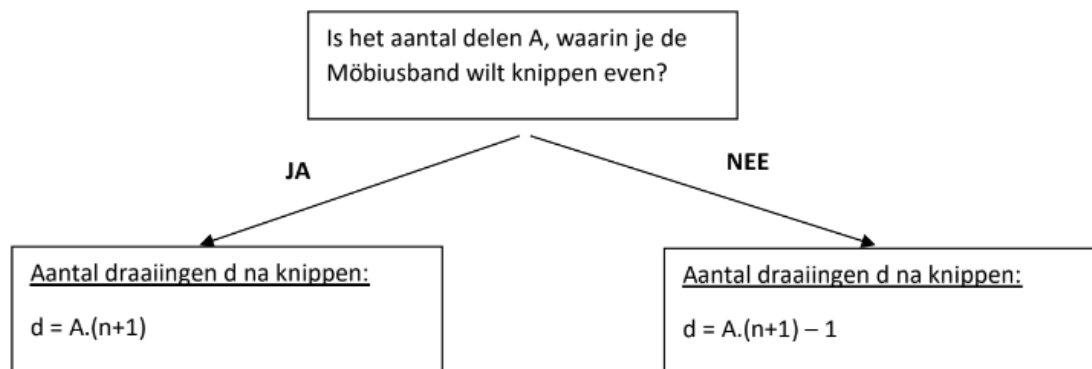 Is het aantal delen A, waarin je de
Möbiusband wilt knippen even?
JA
NEE
Aantal draaiingen d na knippen:
d = A.(n+1)
Aantal draaiingen d na knippen:
d = A.(n+1) – 1